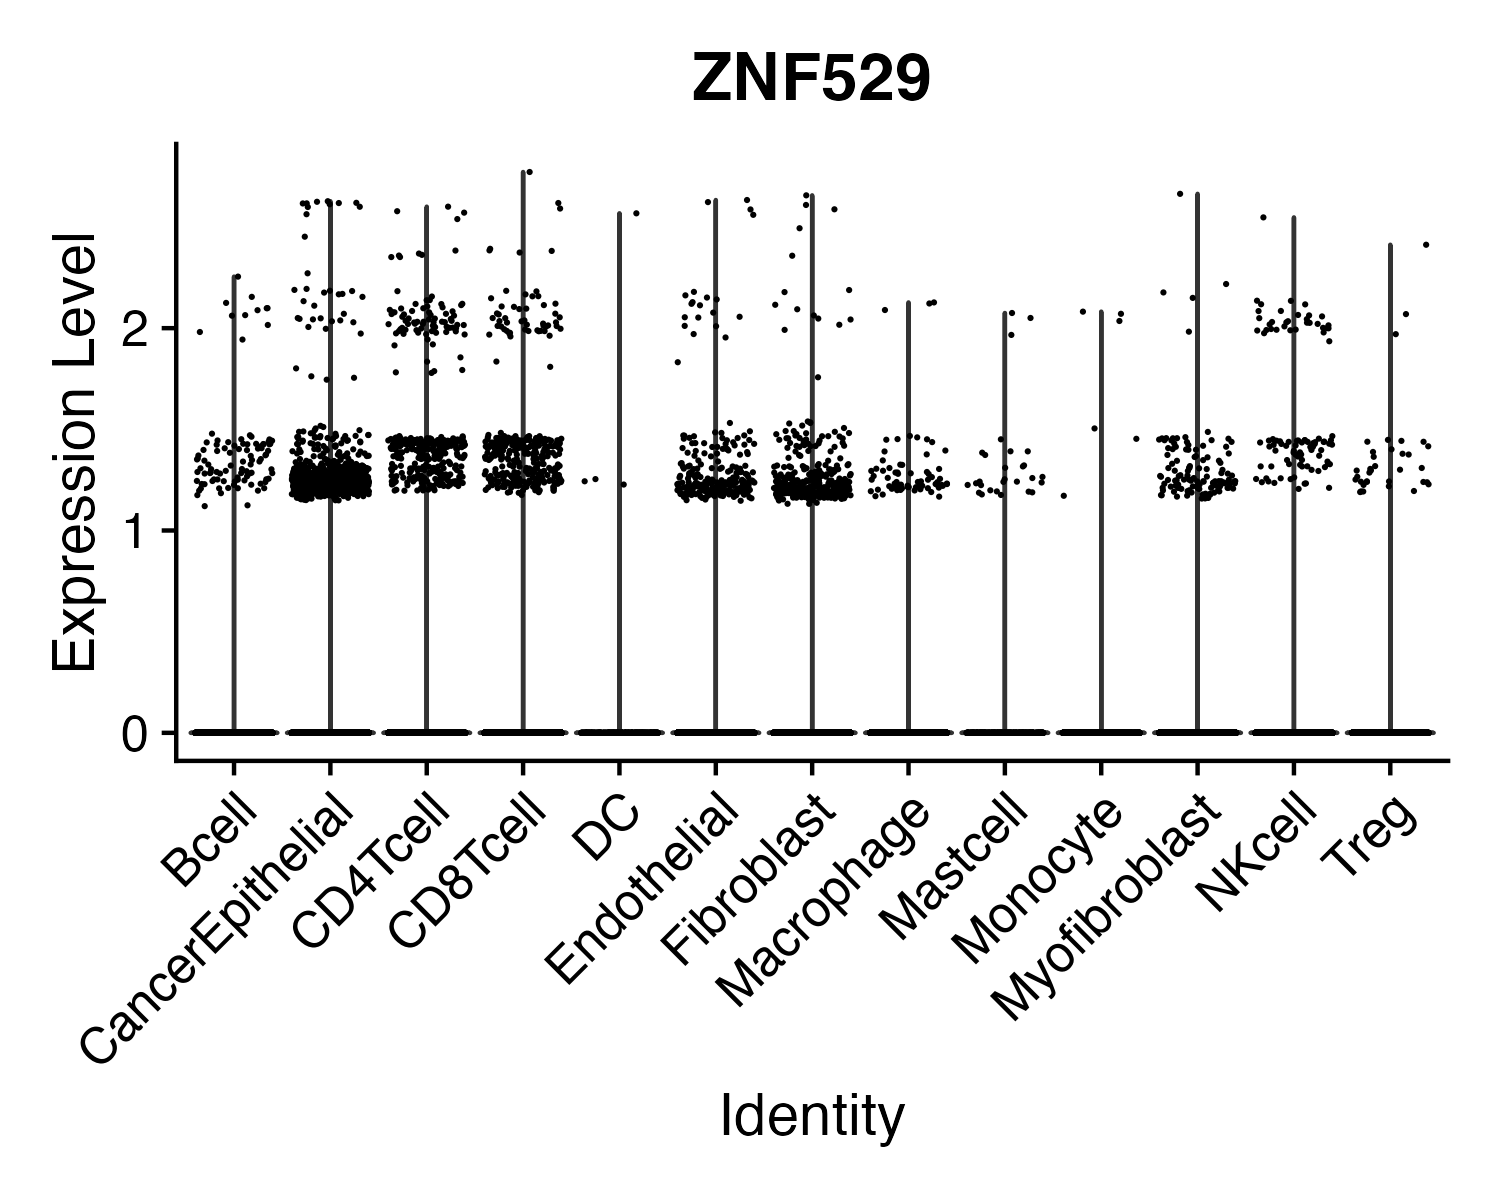 ZNF529
Expression Level
2
1
0
Bcell
CancerEpithelial
CD4Tcell
CD8Tcell
DC
Endothelial
Fibroblast
Macrophage
Mastcell
Monocyte
Myofibroblast
NKcell
Treg
Identity